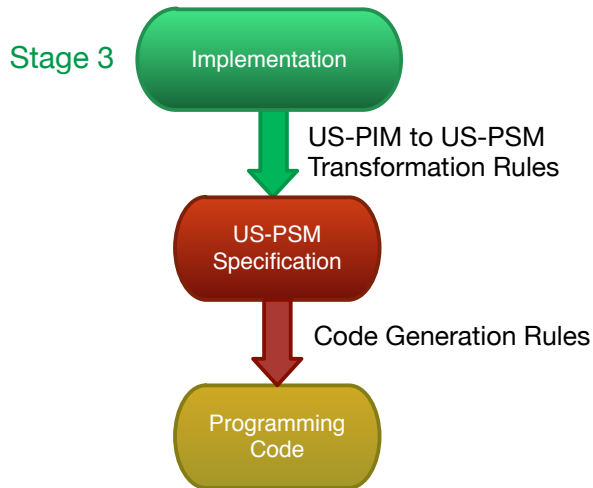 Stage 3
Implementation
US-PIM to US-PSM
Transformation Rules
US-PSM
Specification
Code Generation Rules
Programming
Code